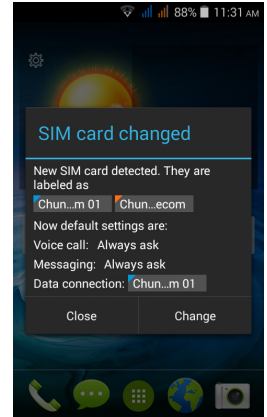 88% 11:31 AM
SIM card changed
New SIM card detected. They are
labeled as
Chun...m 01 Chun...ecom
Now default settings are:
Voice call: Always ask
Messaging: Always ask
Data connection: Chun...m 01
Close Change